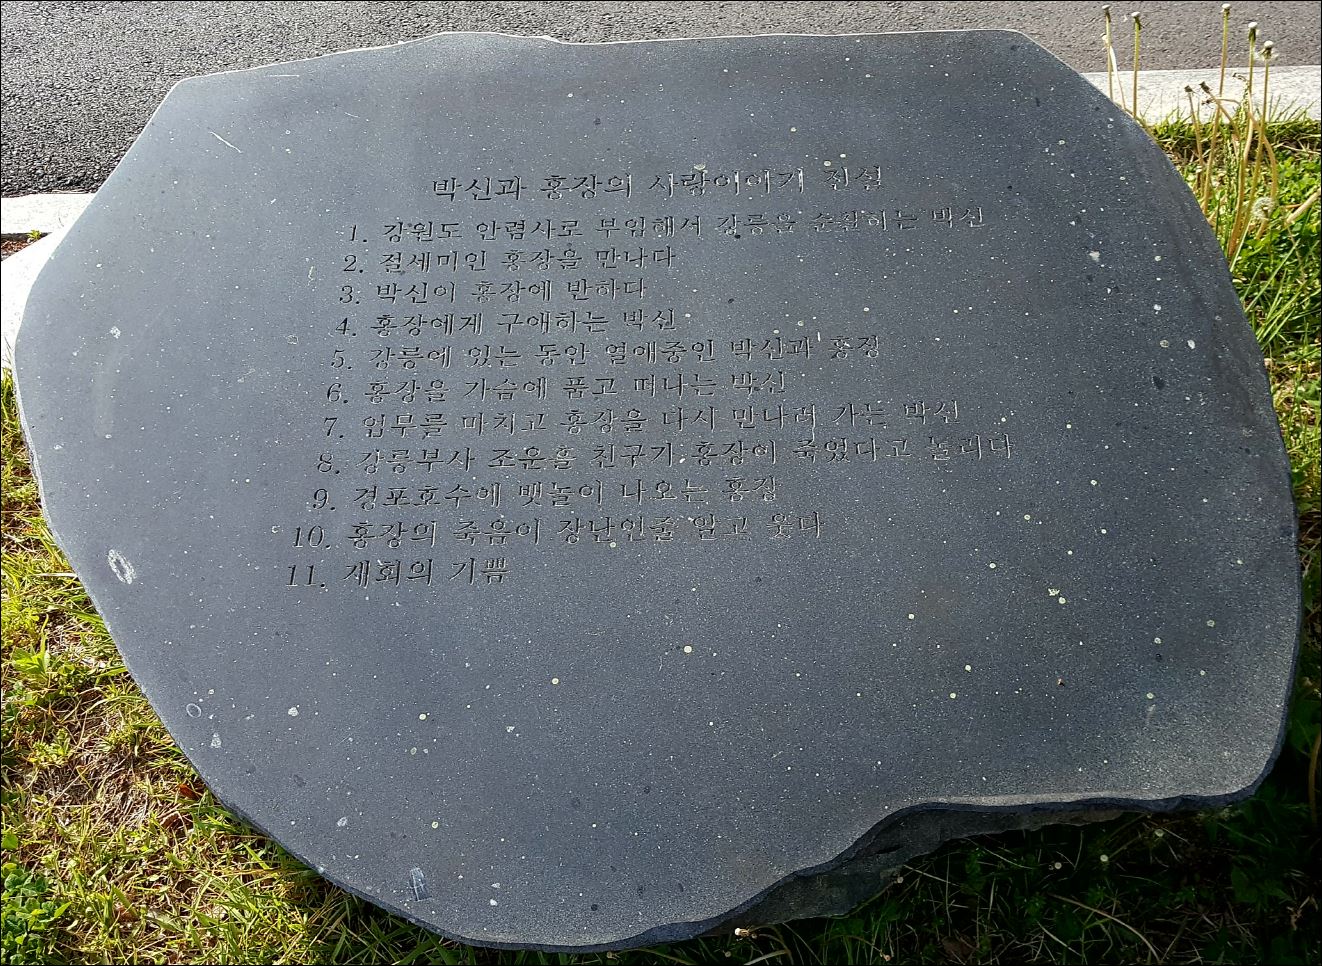 박신과 홍장의 사랑이야기 전설
1. 강원도 안렴사로 부임해서 강릉을 순찰하는 박신
2. 절세미인 홍장을 만나다
3. 박신이 홍장에 반하다
4. 홍장에게 구애하는 박신
5. 강릉에 있는 동안 열애중인 박신과 홍장
6. 홍장을 가슴에 품고 떠나는 박신
7. 업무를 마치고 홍장을 다시 만나러 가는 박신
8. 강릉부사 조운흘 친구가 홍장이 죽었다고 놀리다
9. 경포호수에 뱃놀이 나오는 홍장
10. 홍장의 죽음이 장난인줄 알고 웃다
11. 재회의 기쁨